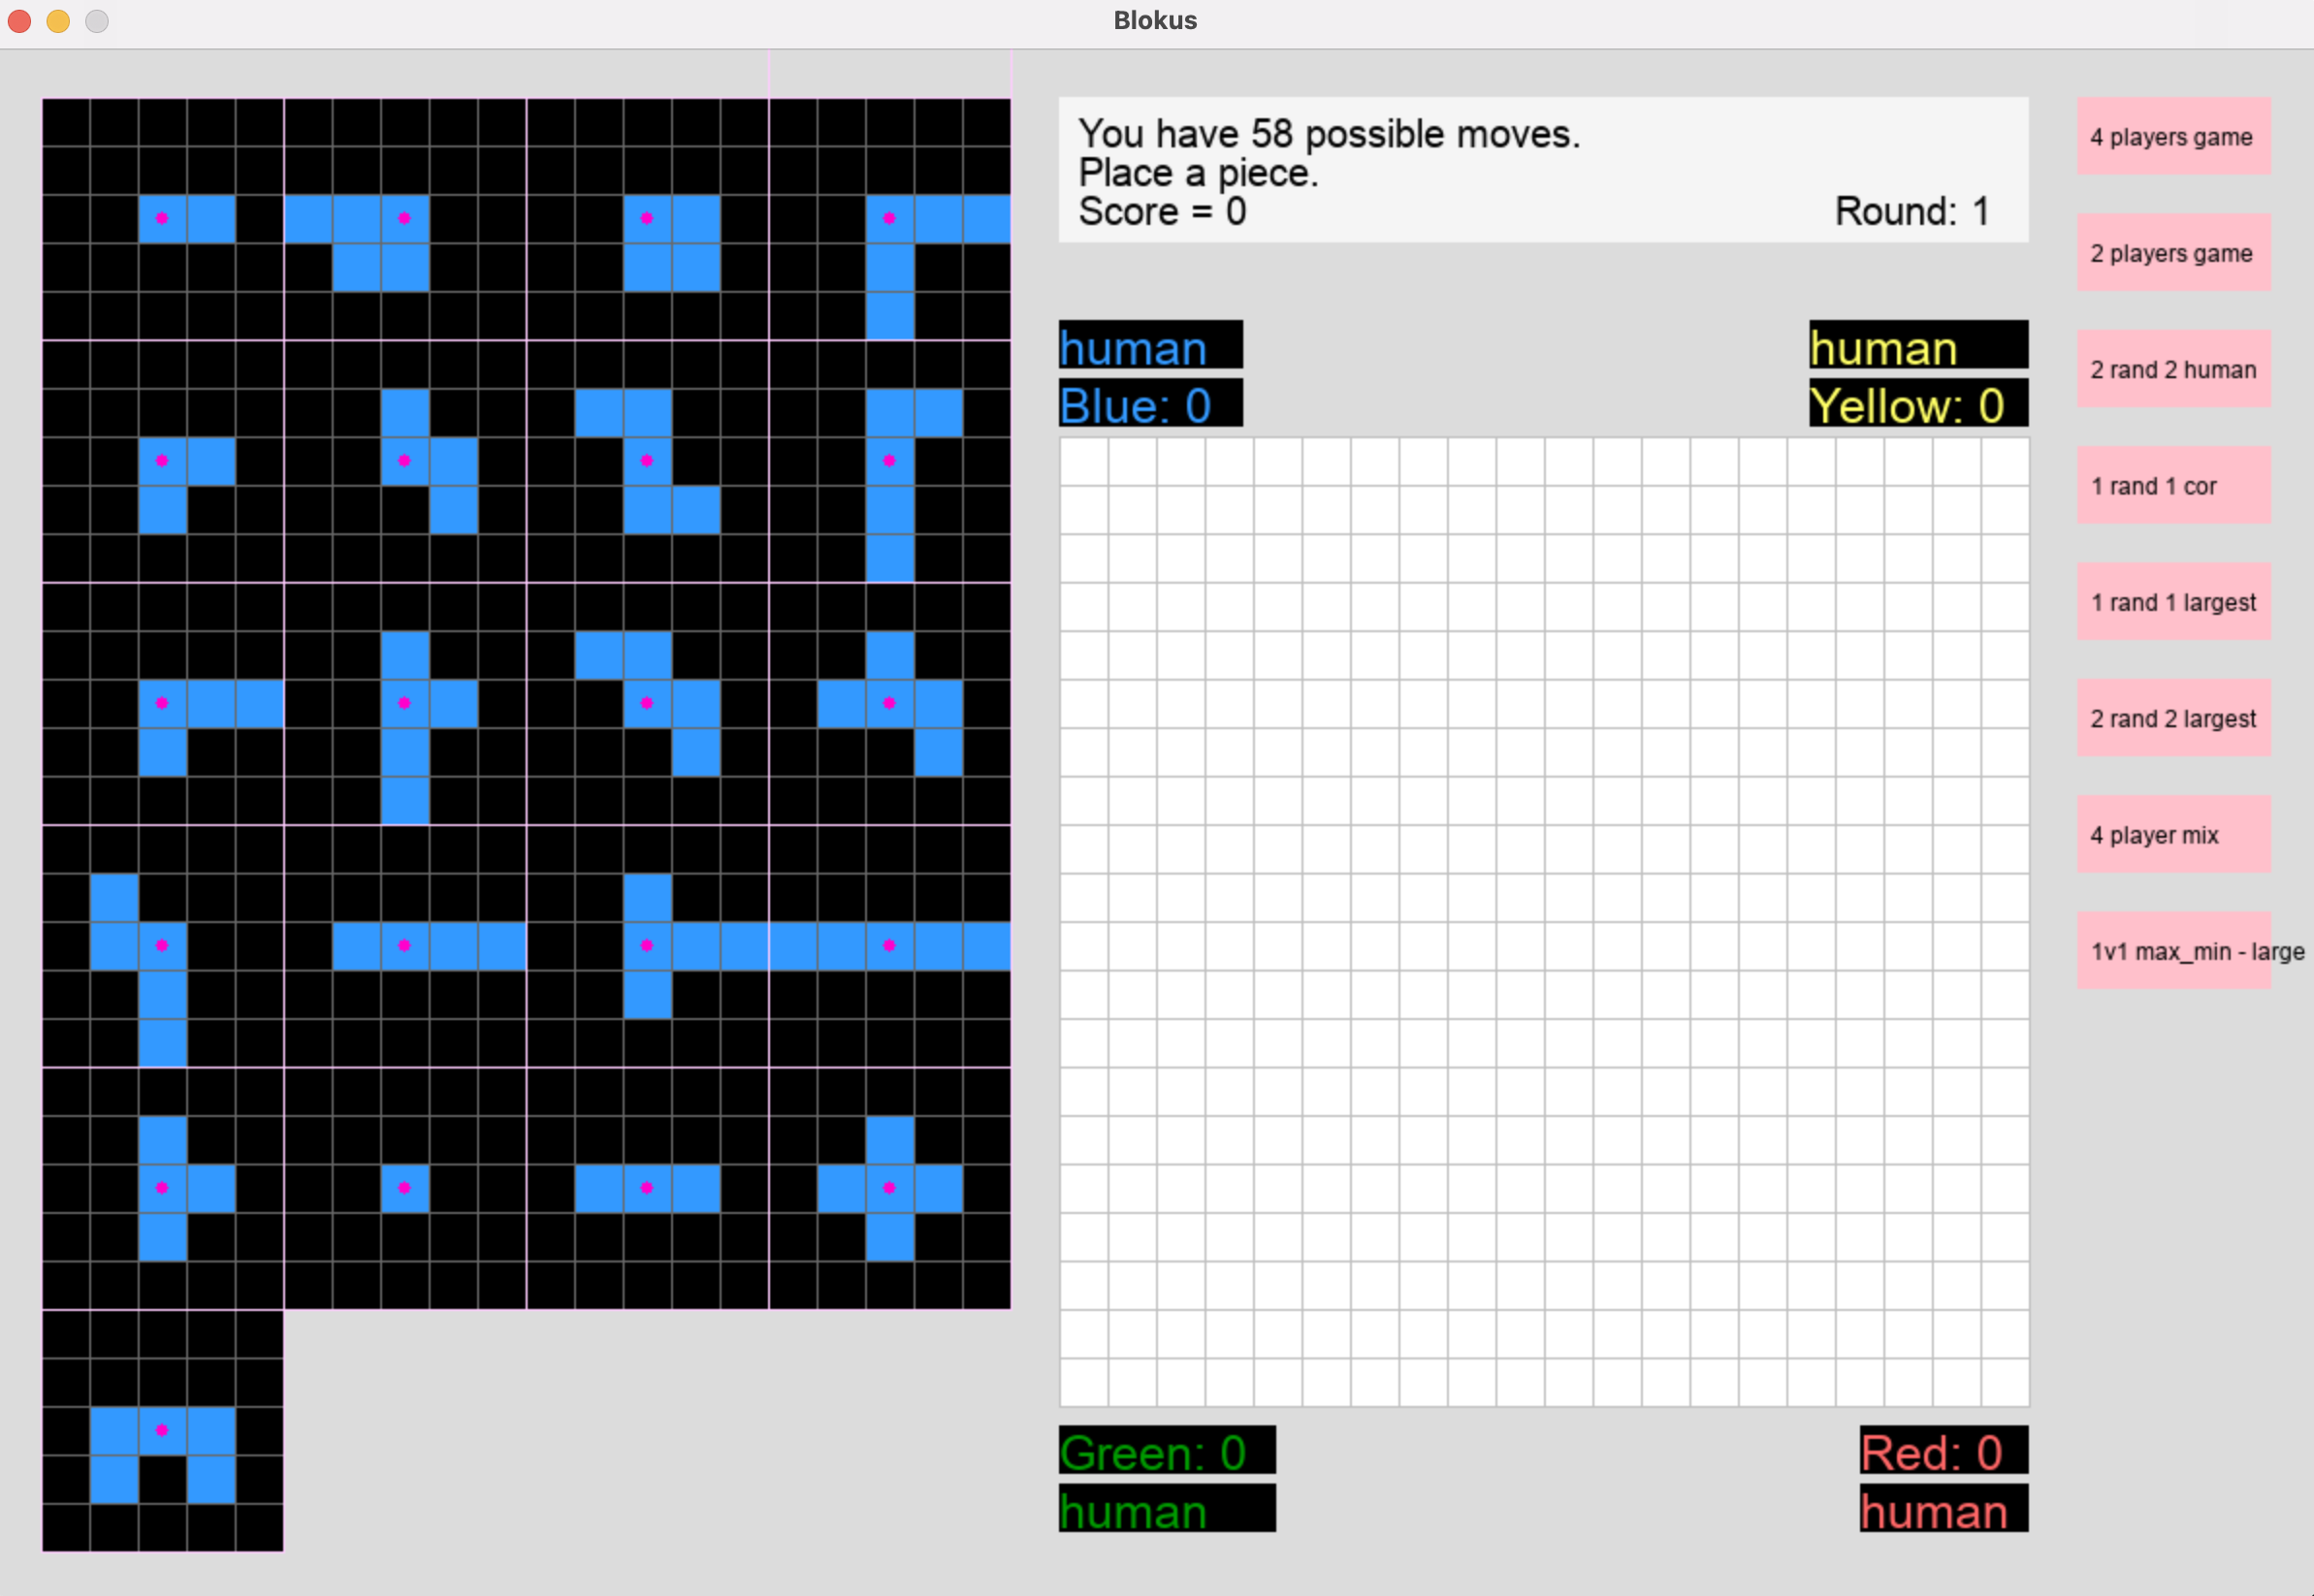 Blokus
You have 58 possible moves.
Place a piece.
Score = 0
Round: 1
human
human
Blue: 0
Yellow: 0
Green: 0
Red: 0
human
human
4 players game
2 players game
2 rand 2 human
1 rand 1 cor
1 rand 1 largest
2 rand 2 largest
4 player mix
1v1 max_min - large